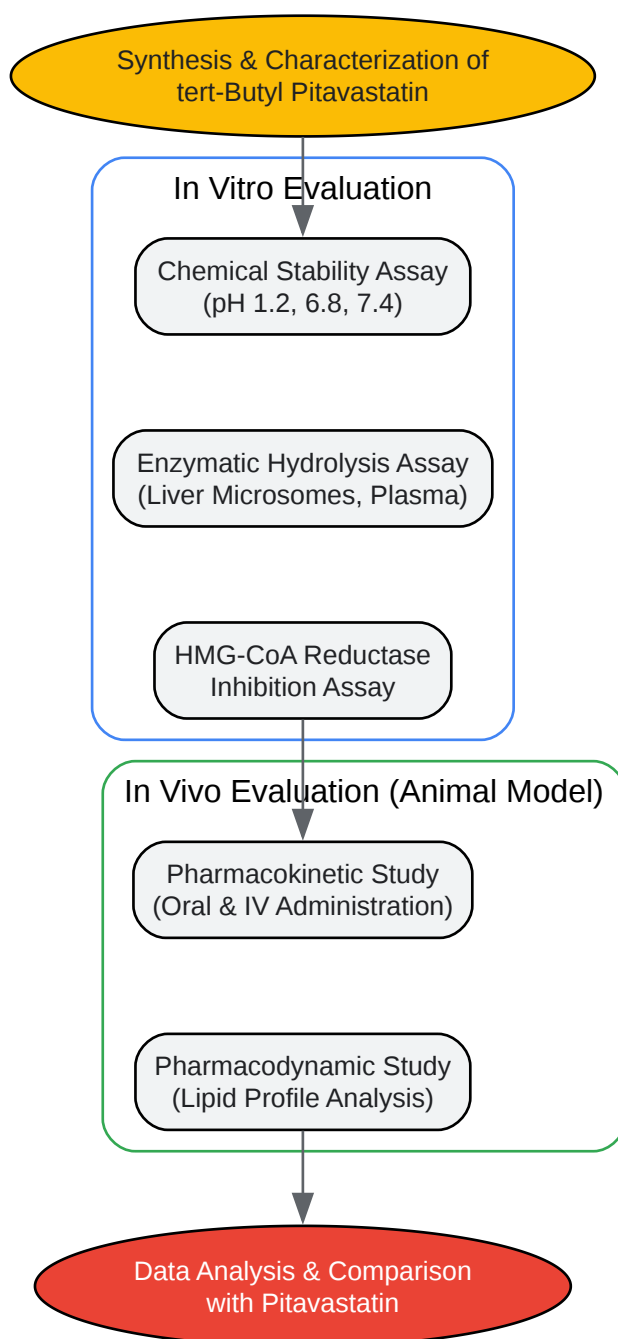 Synthesis & Characterization of
tert-Butyl Pitavastatin
In Vitro Evaluation
Chemical Stability Assay
(pH 1.2, 6.8, 7.4)
Enzymatic Hydrolysis Assay
(Liver Microsomes, Plasma)
HMG-CoA Reductase
Inhibition Assay
In Vivo Evaluation (Animal Model)
Pharmacokinetic Study
(Oral & IV Administration)
Pharmacodynamic Study
(Lipid Profile Analysis)
Data Analysis & Comparison
with Pitavastatin